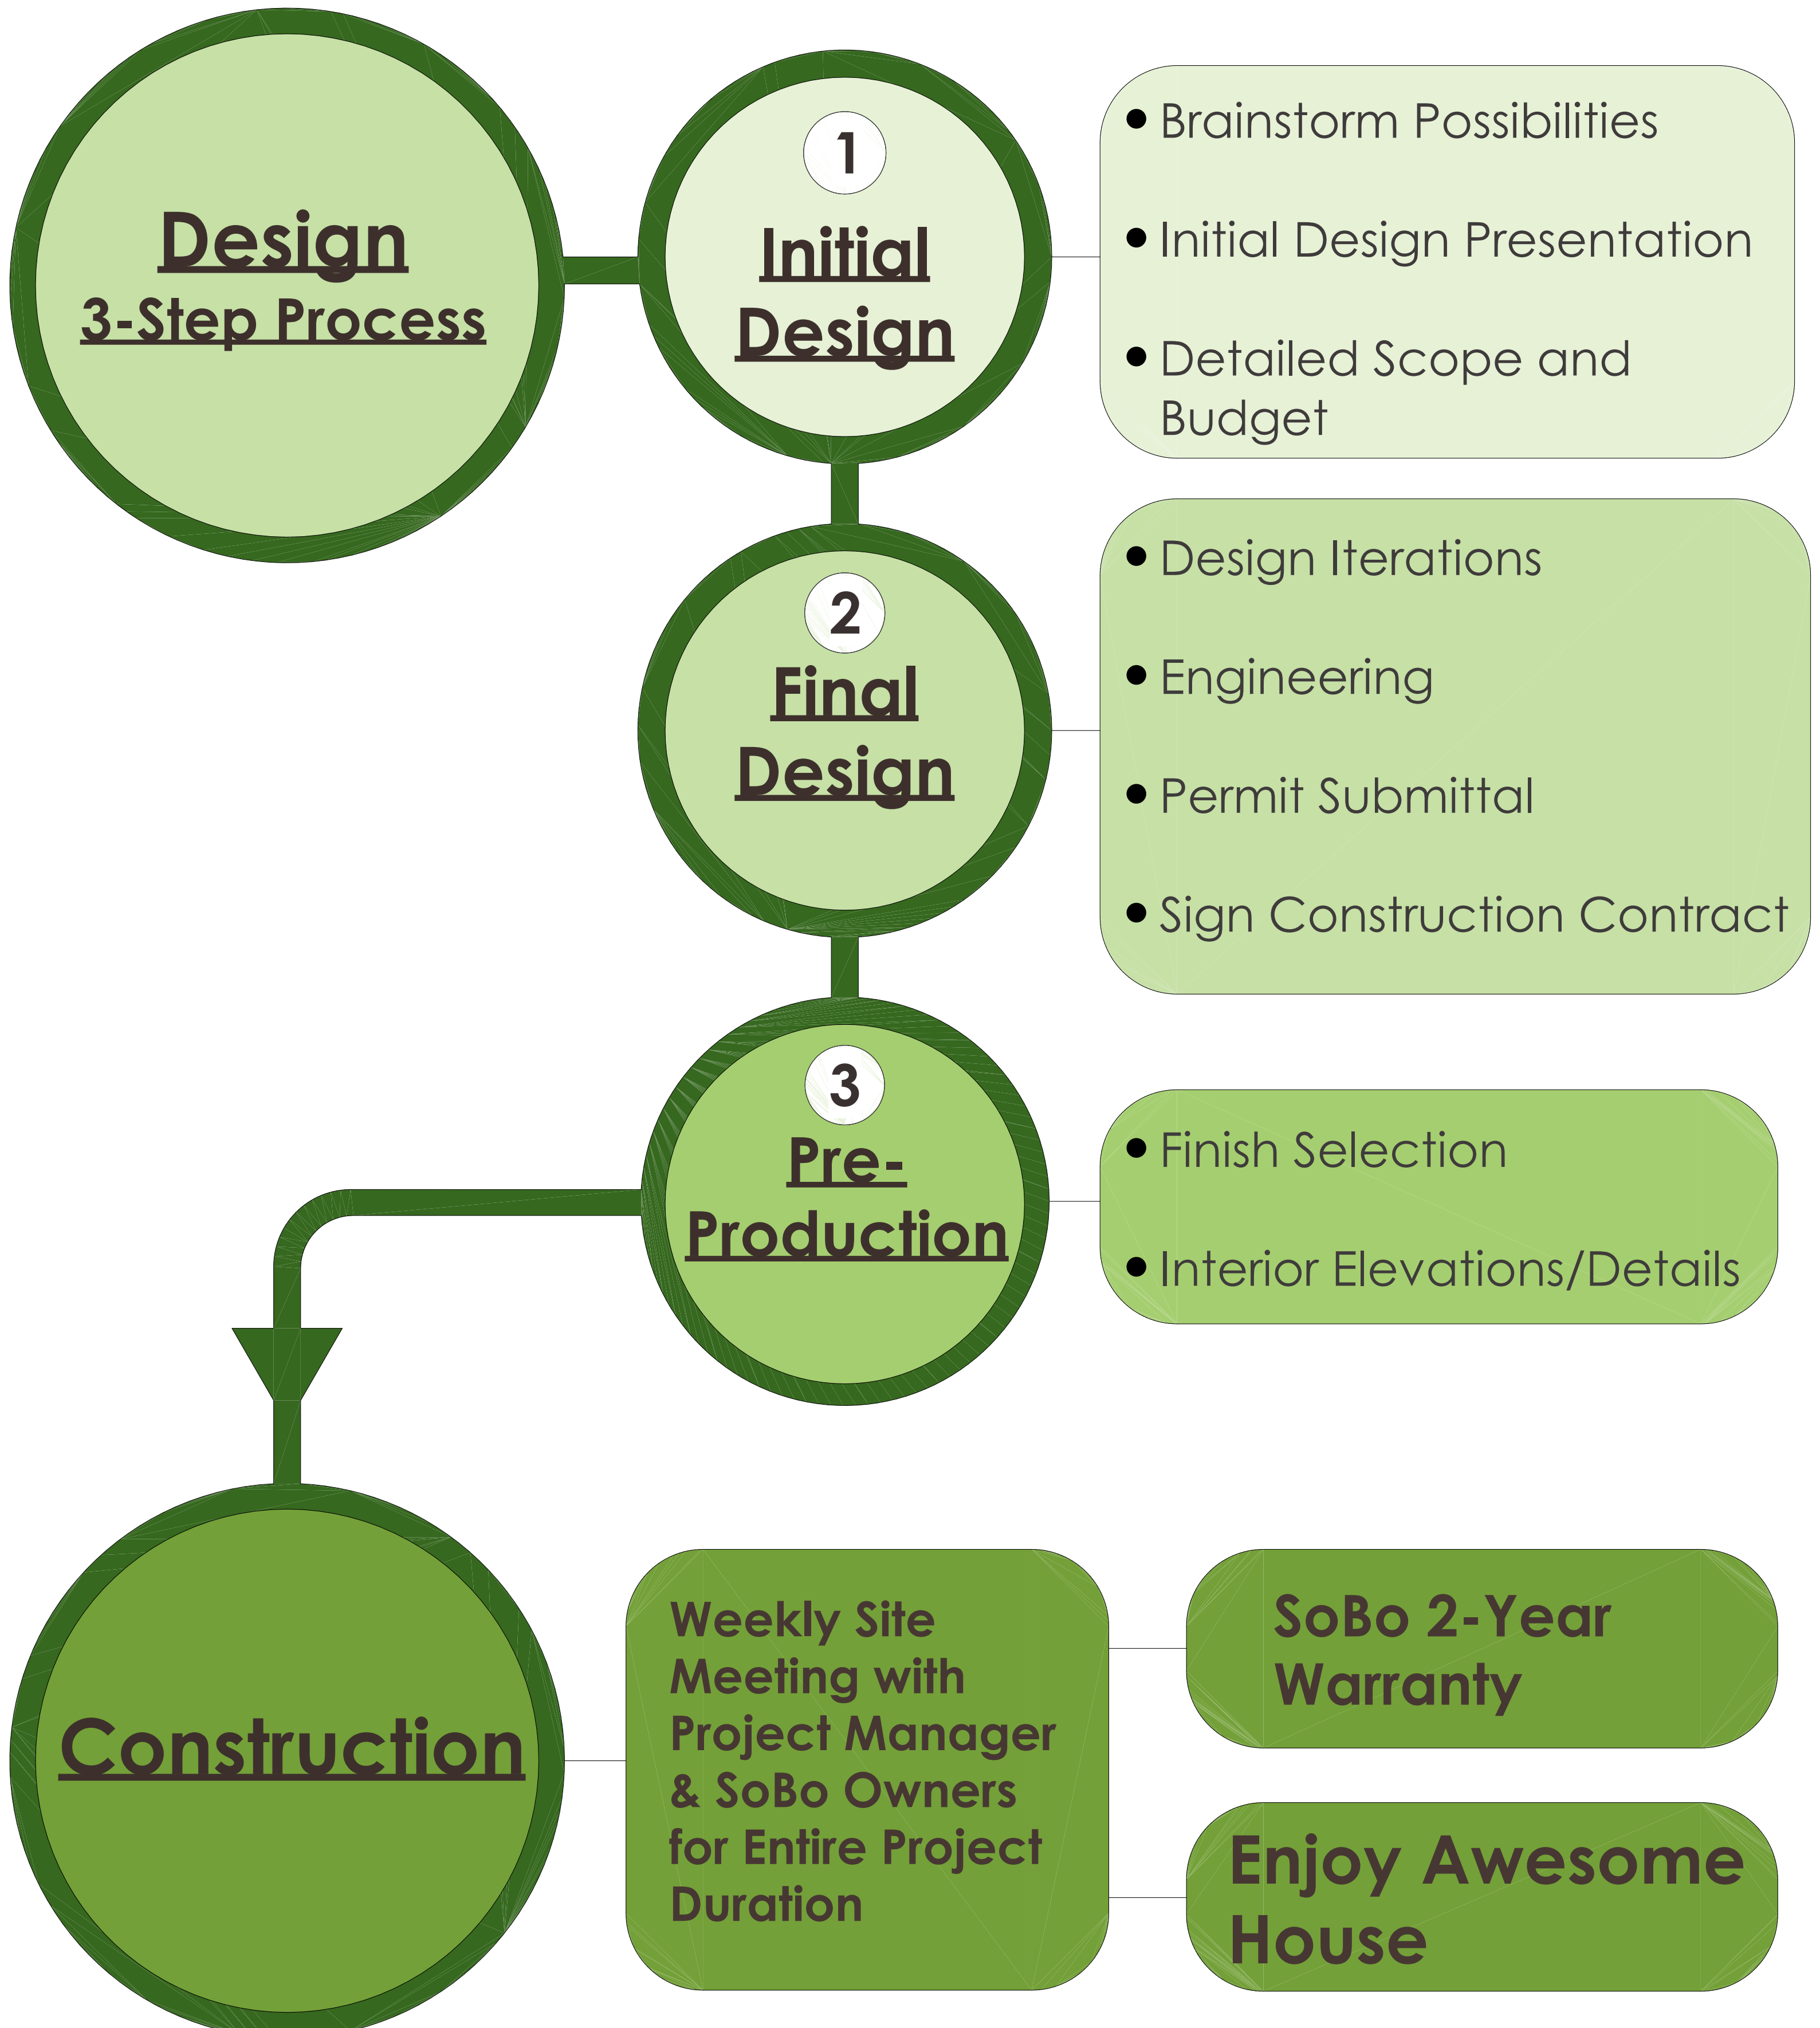 Design
3-Step Process
1
Initial
Design
• Brainstorm Possibilities
• Initial Design Presentation
• Detailed Scope and
Budget
2
Final
Design
• Design Iterations
• Engineering
• Permit Submittal
• Sign Construction Contract
3
Pre-
Production
• Finish Selection
• Interior Elevations/Details
Construction
Weekly Site
Meeting with
Project Manager
& SoBo Owners
for Entire Project
Duration
SoBo 2-Year
Warranty
Enjoy Awesome
House